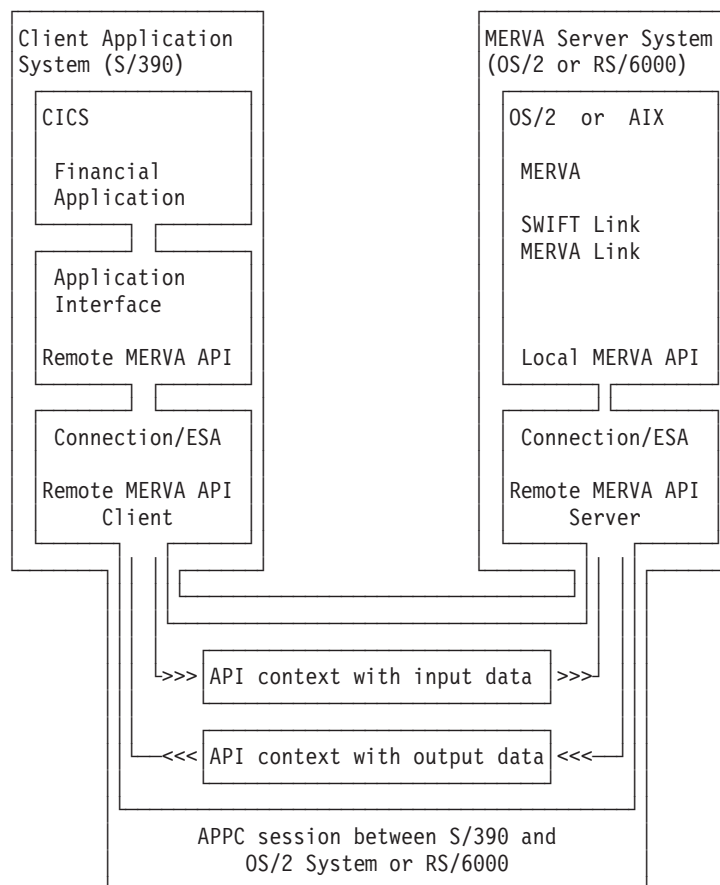 Client Application
System (S/390)
CICS
Financial
Application
Application
Interface
Remote MERVA API
Connection/ESA
Remote MERVA API
Client
MERVA Server System
(OS/2 or RS/6000)
OS/2 or AIX
MERVA
SWIFT Link
MERVA Link
Local MERVA API
Connection/ESA
Remote MERVA API
Server
>>> API context with input data >>>
<<< API context with output data <<<
APPC session between S/390 and
OS/2 System or RS/6000